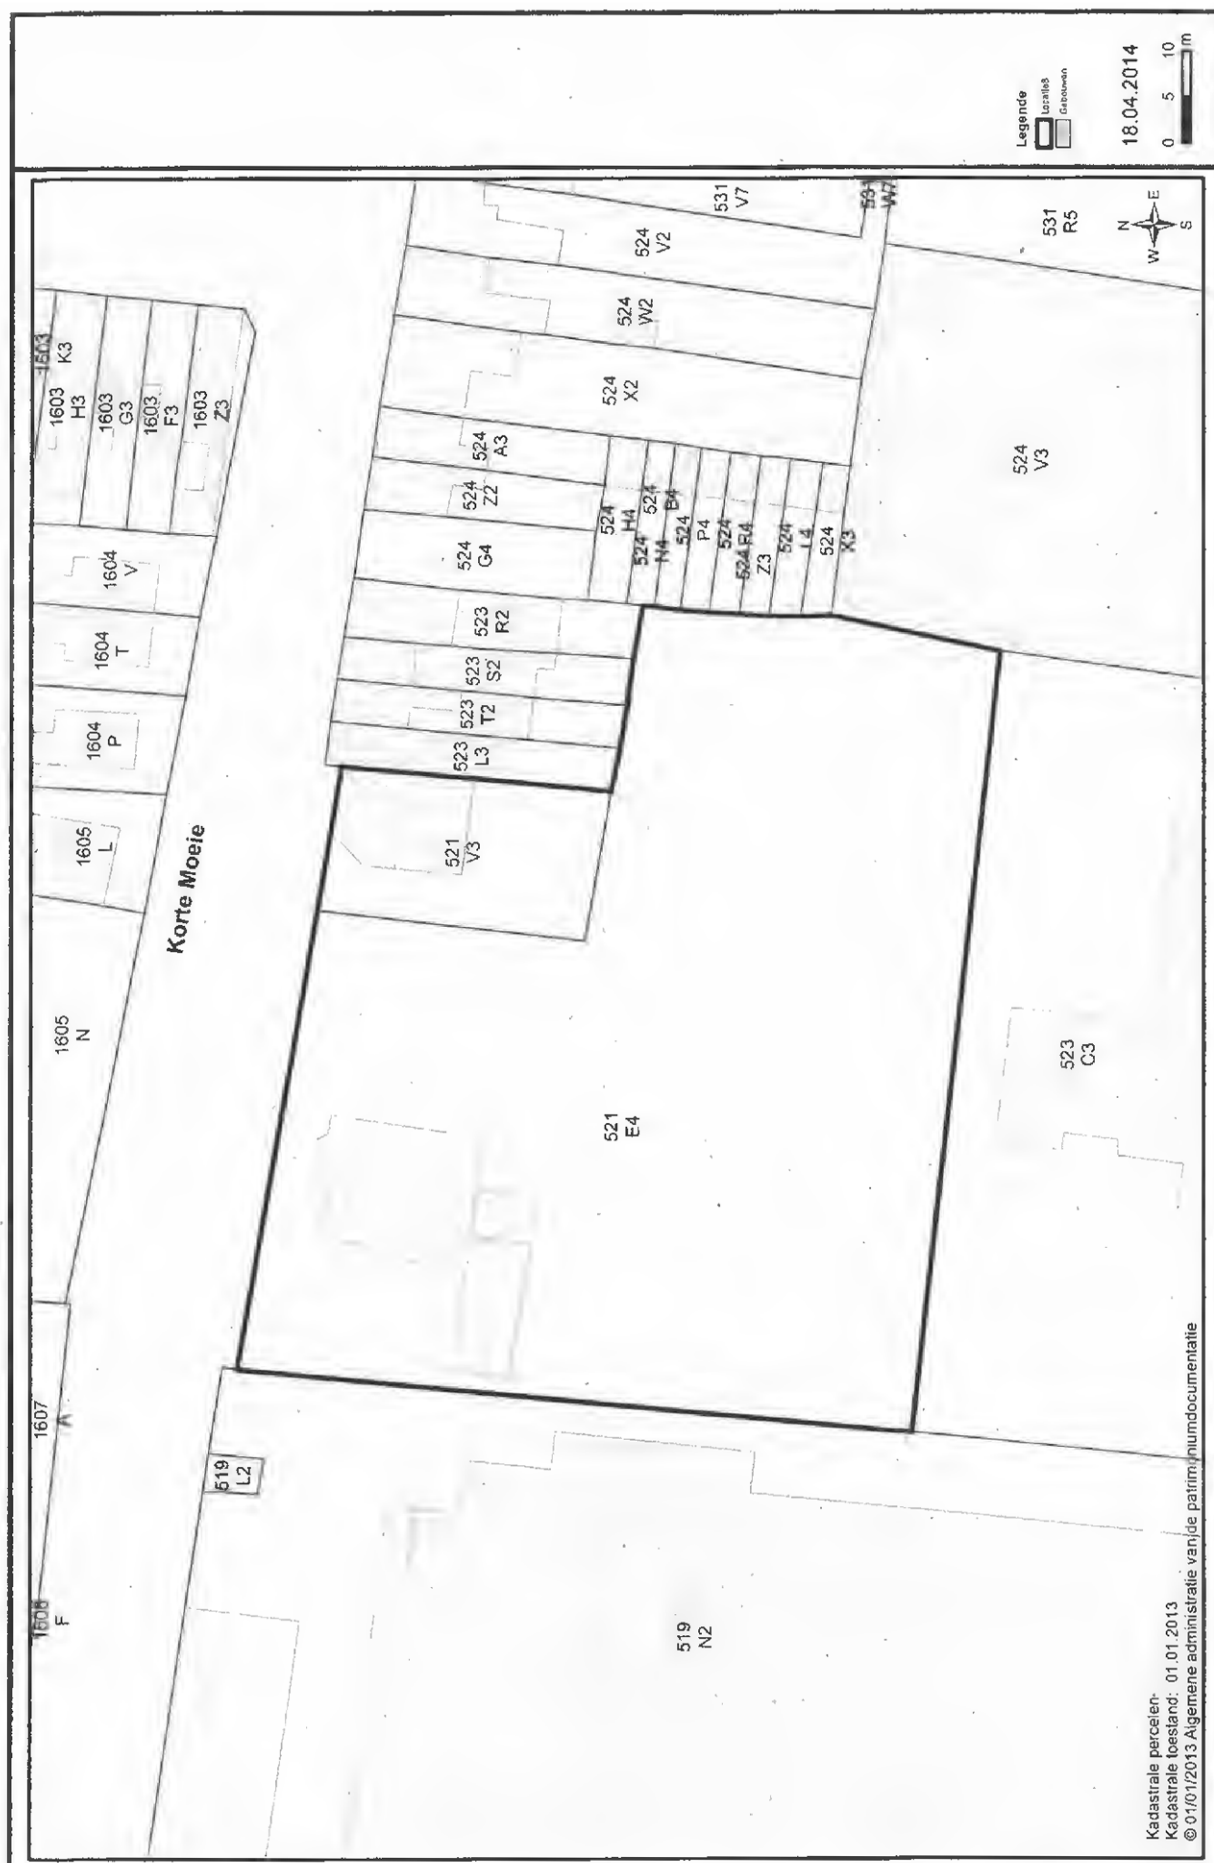 Legende
Locaties
Gebouwen
18.04.2014
0 5 10
m
1608
F
1607
A
1605
N
1605
L
1604
P
1604
T
1604
V
1603
K3
1603
H3
1603
G3
1603
F3
1603
Z3
Korte Moeie
519
L2
519
N2
521
E4
521
V3
523
L3
523
T2
523
S2
523
R2
524
G4
524
Z2
524
A3
524
X2
524
W2
524
V2
531
V7
531
W7
531
R5
524
H4
524
N4
524
B4
524
P4
524
R4
524
Z3
524
L4
524
X3
524
V3
523
C3
N
W E
S
Kadastrale percelen-
Kadastrale toestand: 01.01.2013
© 01/01/2013 Algemene administratie van de patrimoniumdocumentatie